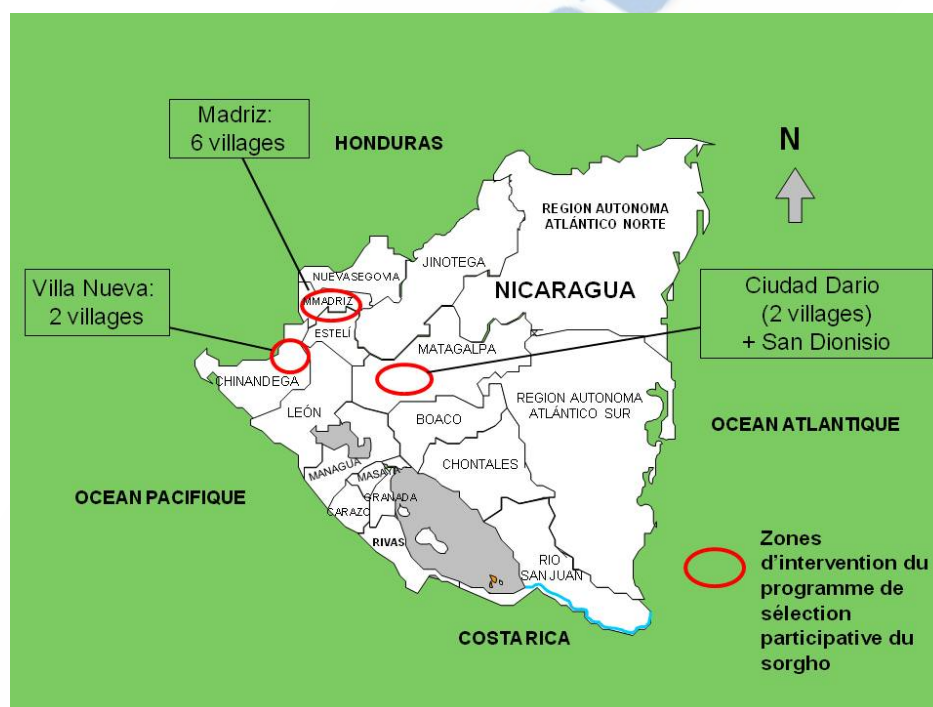 Madriz:
6 villages
HONDURAS
N
REGION AUTONOMA
ATLÁNTICO NORTE
JINOTEGA
NUEVA SEGOVIA
Villa Nueva:
2 villages
MMADRIZ
NICARAGUA
Ciudad Dario
(2 villages)
+ San Dionisio
ESTELÍ
MATAGALPA
CHINANDEGA
LEÓN
BOACO
REGION AUTONOMA
ATLÁNTICO SUR
OCEAN ATLANTIQUE
CHONTALES
MANAGUA
MASAYA
GRANADA
OCEAN PACIFIQUE
CARAZO
RIVAS
RIO
SAN JUAN
COSTA RICA
Zones
d'intervention du
programme de
sélection
participative du
sorgho